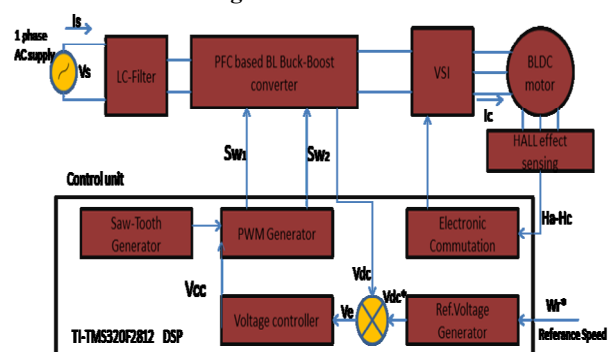 Is
1 phase
AC supply
Vs
LC-Filter
PFC based BL Buck-Boost
converter
VSI
BLDC
motor
Ic
HALL effect
sensing
Sw1
Sw2
Control unit
Ha-Hc
Saw-Tooth
Generator
PWM Generator
Electronic
Commutation
Vcc
Vdc
Ve
Vdc*
Wr*
Voltage controller
Ref.Voltage
Generator
Referance Speed
TI-TMS320F2812 DSP